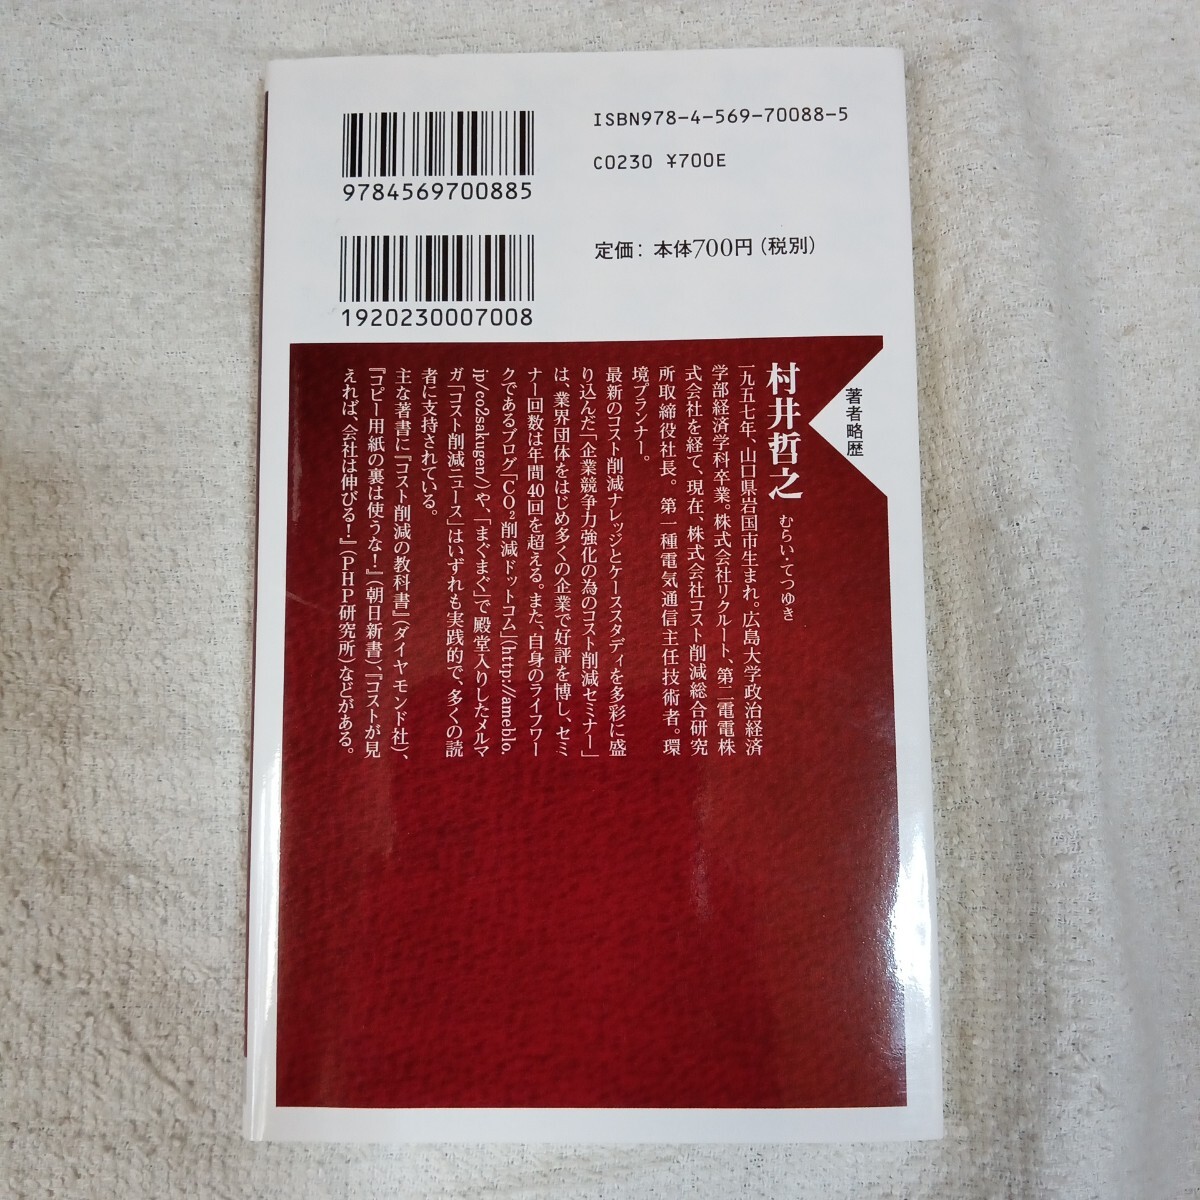 ISBN978-4-569-70088-5
C0230 ¥700E
9784569700885
定価：本体700円（税別）
1920230007008
著者略歴
村井哲之 むらい・てつゆき
一九五七年、山口県岩国市生まれ。広島大学政治経済
学部経済学科卒業。株式会社リクルート、第二電電株
式会社を経て、現在、株式会社コスト削減総合研究
所取締役社長。第一種電気通信主任技術者。環
境プランナー。
最新のコスト削減ナレッジとケーススタディを多彩に盛
り込んだ「企業競争力強化の為のコスト削減セミナー」
は、業界団体をはじめ多くの企業で好評を博し、セミ
ナー回数は年間40回を超える。また、自身のライフワー
クであるブログ「CO₂削減ドットコム」（http://ameblo.
jp/co2sakugen/）や、「まぐまぐ」で殿堂入りしたメルマ
ガ「コスト削減ニュース」はいずれも実践的で、多くの読
者に支持されている。
主な著書に『コスト削減の教科書』（ダイヤモンド社）、
『コピー用紙の裏は使うな！』（朝日新書）、『コストが見
えれば、会社は伸びる！』（PHP研究所）などがある。